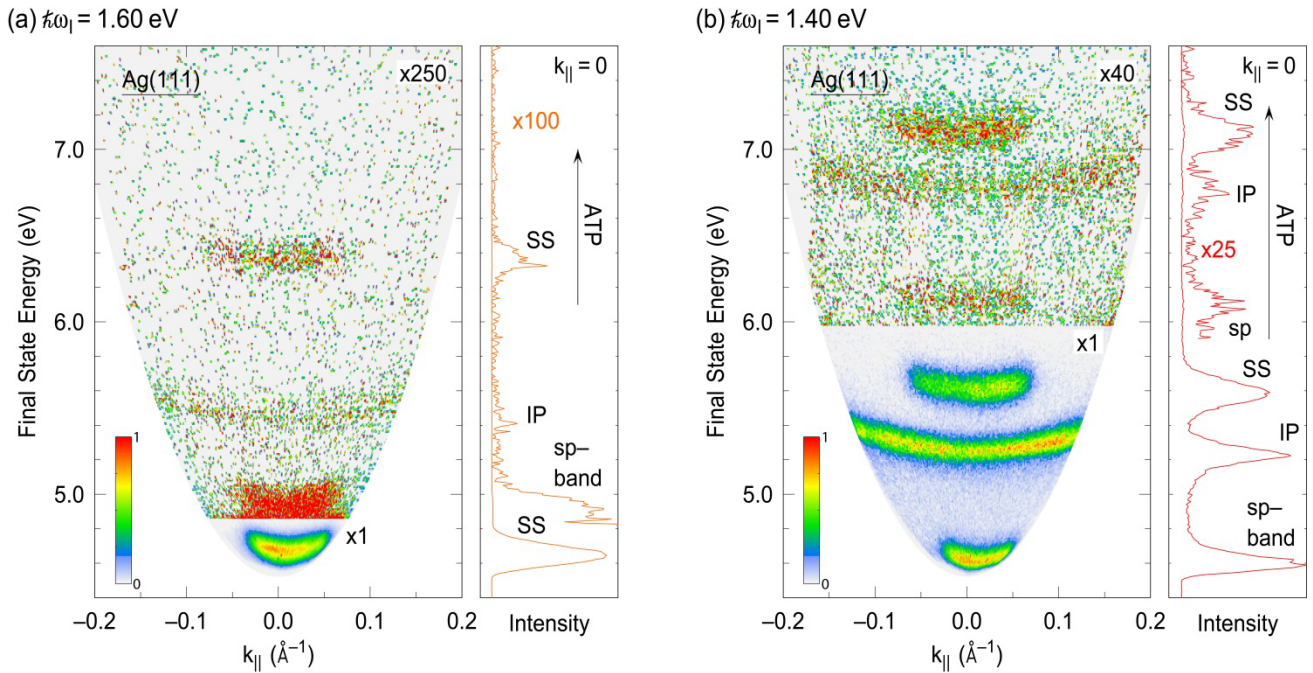 (a) ℏω_l = 1.60 eV
Ag(111)
x250
7.0
6.0
5.0
Final State Energy (eV)
1
0
x1
−0.2
−0.1
0.0
0.1
0.2
k_|| (Å⁻¹)
k_|| = 0
x100
ATP
SS
IP
sp–
band
SS
Intensity
(b) ℏω_l = 1.40 eV
Ag(111)
x40
7.0
6.0
5.0
Final State Energy (eV)
x1
1
0
−0.2
−0.1
0.0
0.1
0.2
k_|| (Å⁻¹)
k_|| = 0
SS
IP
ATP
x25
sp
SS
IP
sp–
band
Intensity